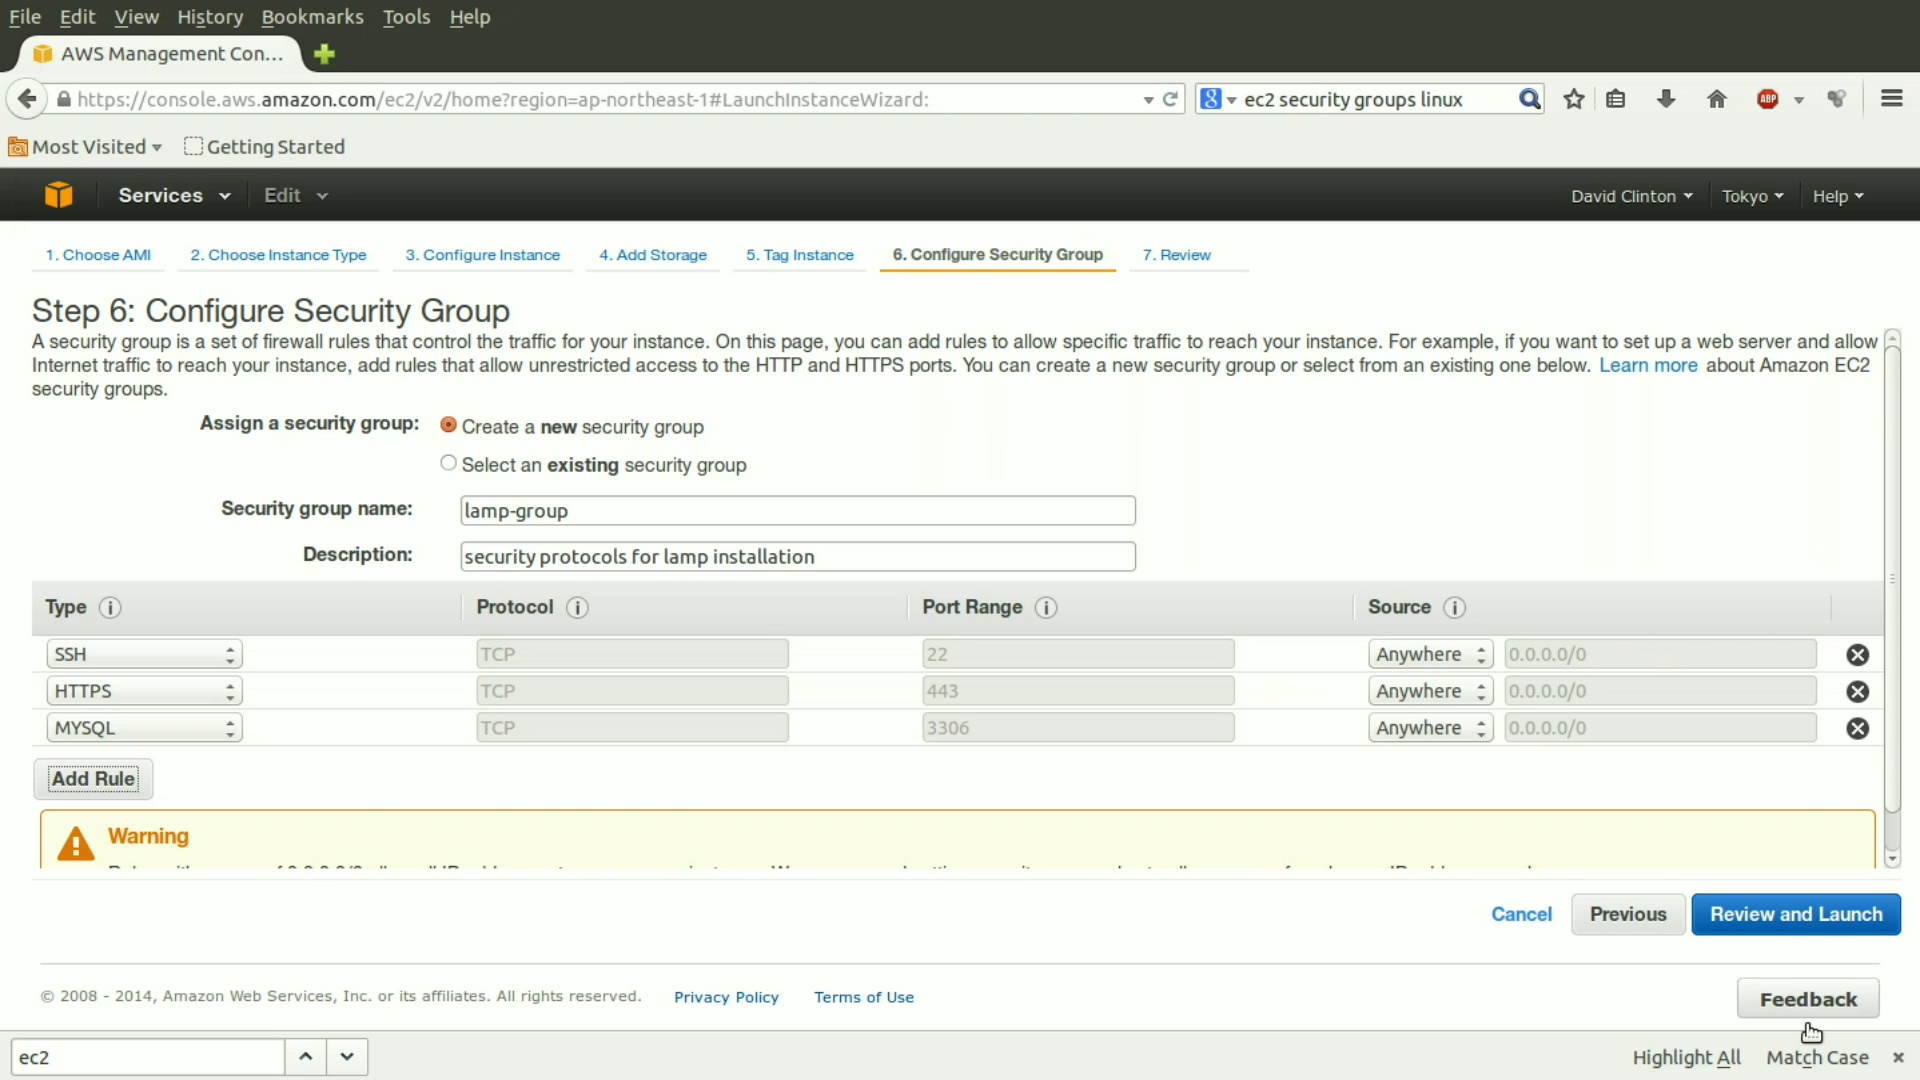 File Edit View History Bookmarks Tools Help
AWS Management Con...
https://console.aws.amazon.com/ec2/v2/home?region=ap-northeast-1#LaunchInstanceWizard:
8 ec2 security groups linux
ABP
Most Visited Getting Started
Services Edit David Clinton Tokyo Help
1. Choose AMI 2. Choose Instance Type 3. Configure Instance 4. Add Storage 5. Tag Instance 6. Configure Security Group 7. Review
Step 6: Configure Security Group
A security group is a set of firewall rules that control the traffic for your instance. On this page, you can add rules to allow specific traffic to reach your instance. For example, if you want to set up a web server and allow
Internet traffic to reach your instance, add rules that allow unrestricted access to the HTTP and HTTPS ports. You can create a new security group or select from an existing one below. Learn more about Amazon EC2
security groups.
Assign a security group: Create a new security group
Select an existing security group
Security group name: lamp-group
Description: security protocols for lamp installation
Type i Protocol i Port Range i Source i
SSH TCP 22 Anywhere 0.0.0.0/0
HTTPS TCP 443 Anywhere 0.0.0.0/0
MYSQL TCP 3306 Anywhere 0.0.0.0/0
Add Rule
Warning
Cancel Previous Review and Launch
© 2008 - 2014, Amazon Web Services, Inc. or its affiliates. All rights reserved. Privacy Policy Terms of Use
Feedback
ec2 Highlight All Match Case